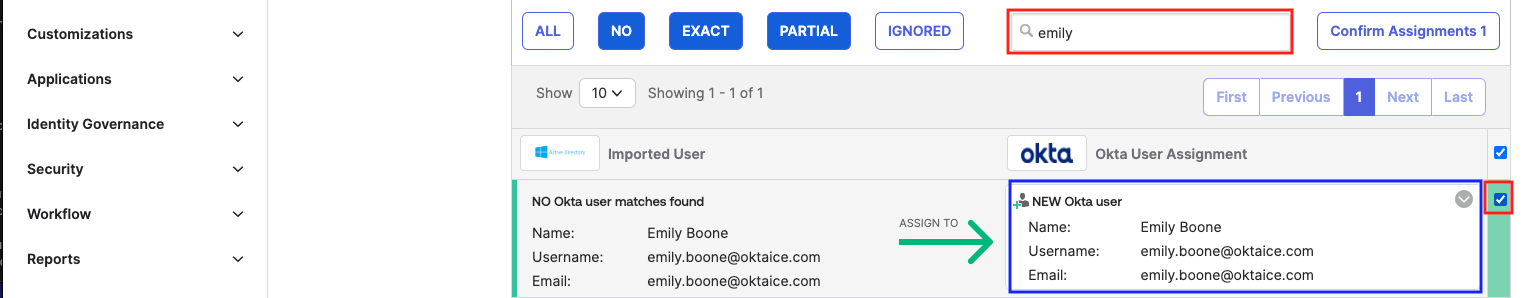 Customizations
Applications
Identity Governance
Security
Workflow
Reports
ALL NO EXACT PARTIAL IGNORED emily Confirm Assignments 1
Show 10 Showing 1 - 1 of 1 First Previous 1 Next Last
Active Directory Imported User okta Okta User Assignment
NO Okta user matches found
Name: Emily Boone
Username: emily.boone@oktaice.com
Email: emily.boone@oktaice.com
ASSIGN TO
NEW Okta user
Name: Emily Boone
Username: emily.boone@oktaice.com
Email: emily.boone@oktaice.com